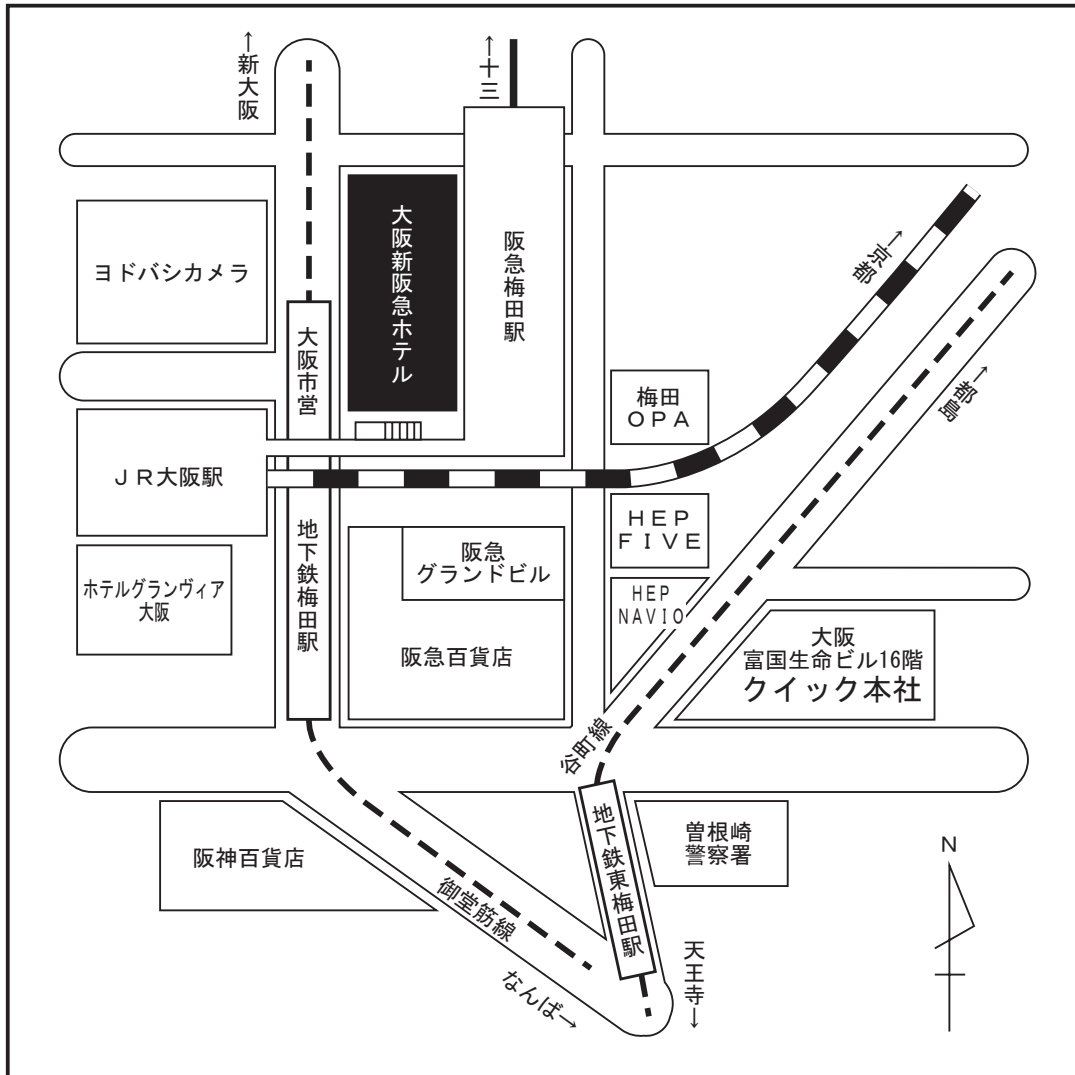 ←新大阪
←十三
ヨドバシカメラ
大阪新阪急ホテル
阪急梅田駅
←京都
大阪市営
地下鉄梅田駅
梅田
ＯＰＡ
←都島
ＪＲ大阪駅
ＨＥＰ
ＦＩＶＥ
阪急
グランドビル
ホテルグランヴィア
大阪
ＨＥＰ
ＮＡＶＩＯ
阪急百貨店
大阪
富国生命ビル16階
クイック本社
谷町線
地下鉄東梅田駅
曽根崎
警察署
阪神百貨店
御堂筋線
なんば→
天王寺→
Ｎ